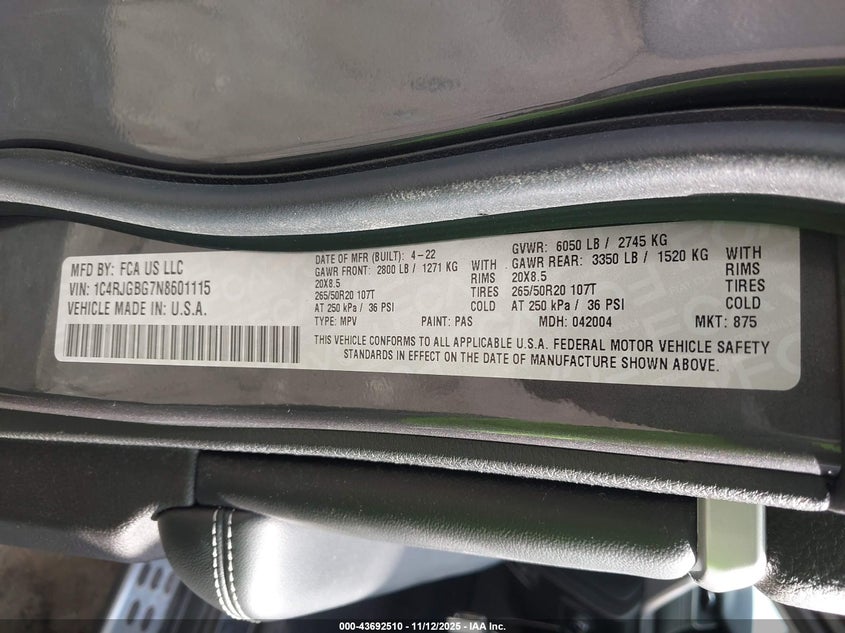 MFD BY: FCA US LLC
VIN: 1C4RJGBG7N8601115
VEHICLE MADE IN: U.S.A.
DATE OF MFR (BUILT): 4-22
GAWR FRONT: 2800 LB / 1271 KG WITH
20X8.5 RIMS
265/50R20 107T TIRES
AT 250 kPa / 36 PSI COLD
GVWR: 6050 LB / 2745 KG
GAWR REAR: 3350 LB / 1520 KG WITH
20X8.5 RIMS
265/50R20 107T TIRES
AT 250 kPa / 36 PSI COLD
TYPE: MPV PAINT: PAS MDH: 042004 MKT: 875
THIS VEHICLE CONFORMS TO ALL APPLICABLE U.S.A. FEDERAL MOTOR VEHICLE SAFETY
STANDARDS IN EFFECT ON THE DATE OF MANUFACTURE SHOWN ABOVE.
000-43692510 - 11/12/2025 - IAA Inc.